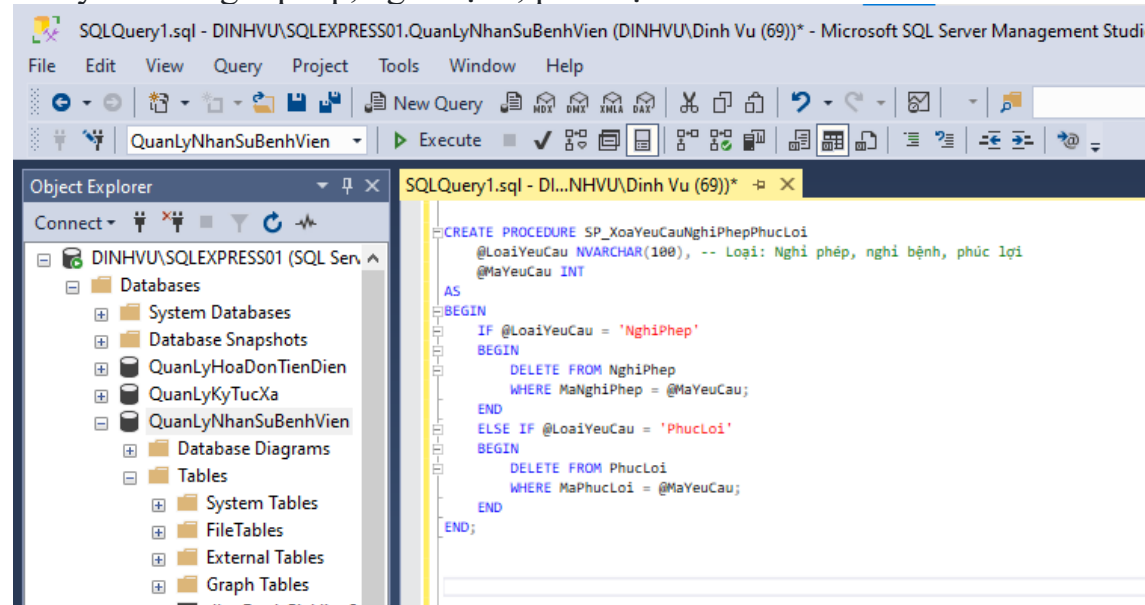 SQLQuery1.sql - DINHVU\SQLEXPRESS01.QuanLyNhanSuBenhVien (DINHVU\Dinh Vu (69))* - Microsoft SQL Server Management Studi
File Edit View Query Project Tools Window Help
New Query MDX DMX XMLA DAX
QuanLyNhanSuBenhVien Execute
Object Explorer
SQLQuery1.sql - DI...NHVU\Dinh Vu (69))*
Connect
DINHVU\SQLEXPRESS01 (SQL Serv
Databases
System Databases
Database Snapshots
QuanLyHoaDonTienDien
QuanLyKyTucXa
QuanLyNhanSuBenhVien
Database Diagrams
Tables
System Tables
FileTables
External Tables
Graph Tables
CREATE PROCEDURE SP_XoaYeuCauNghiPhepPhucLoi
@LoaiYeuCau NVARCHAR(100), -- Loại: Nghỉ phép, nghỉ bệnh, phúc lợi
@MaYeuCau INT
AS
BEGIN
IF @LoaiYeuCau = 'NghiPhep'
BEGIN
DELETE FROM NghiPhep
WHERE MaNghiPhep = @MaYeuCau;
END
ELSE IF @LoaiYeuCau = 'PhucLoi'
BEGIN
DELETE FROM PhucLoi
WHERE MaPhucLoi = @MaYeuCau;
END
END;